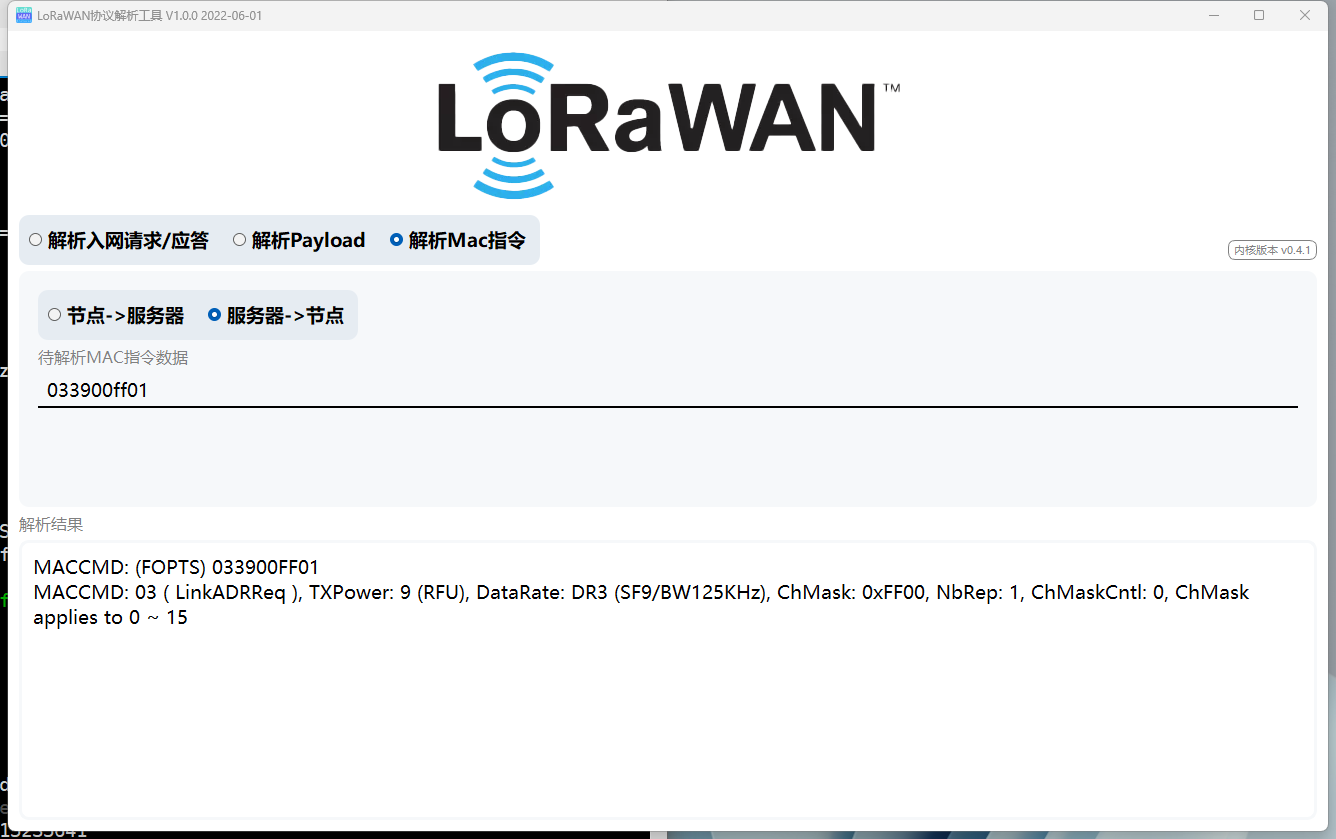 LoRaWAN协议解析工具 V1.0.0 2022-06-01
LoRaWAN™
解析入网请求/应答 解析Payload 解析Mac指令
内核版本 v0.4.1
节点->服务器 服务器->节点
待解析MAC指令数据
033900ff01
解析结果
MACCMD: (FOPTS) 033900FF01
MACCMD: 03 ( LinkADRReq ), TXPower: 9 (RFU), DataRate: DR3 (SF9/BW125KHz), ChMask: 0xFF00, NbRep: 1, ChMaskCntl: 0, ChMask
applies to 0 ~ 15